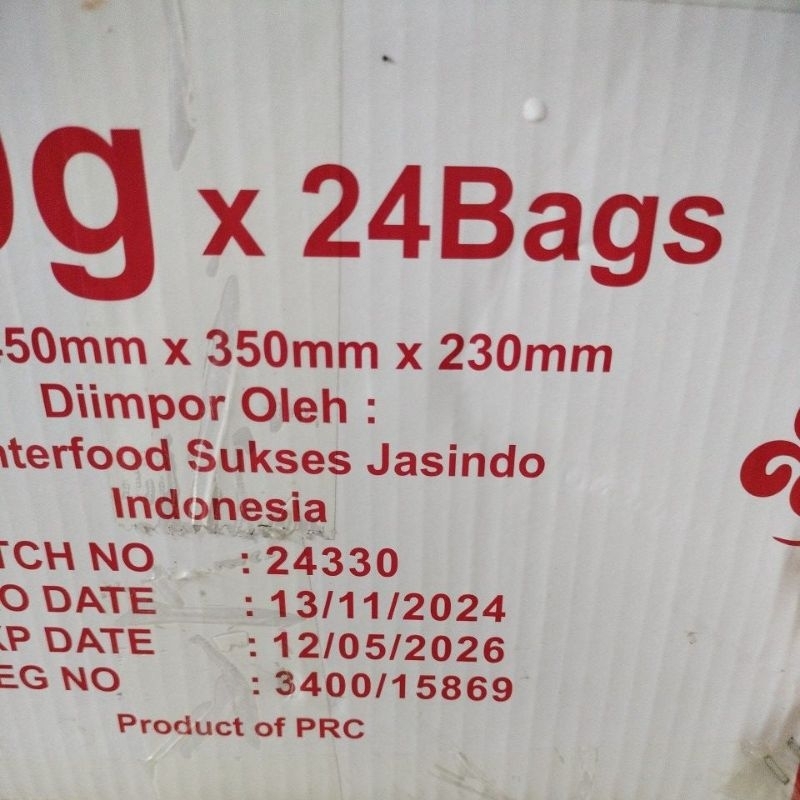 g x 24Bags
50mm x 350mm x 230mm
Diimpor Oleh :
nterfood Sukses Jasindo
Indonesia
TCH NO : 24330
O DATE : 13/11/2024
XP DATE : 12/05/2026
EG NO : 3400/15869
Product of PRC